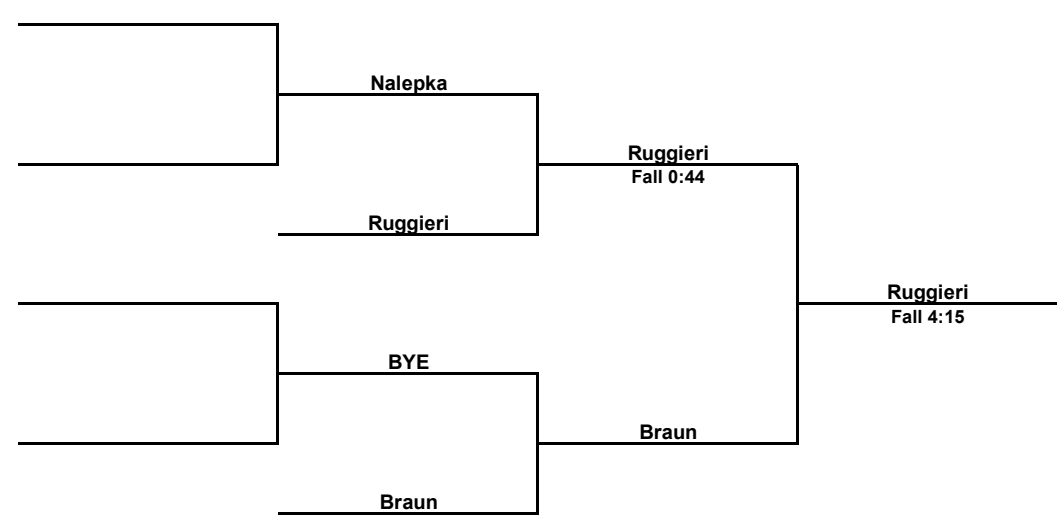 Nalepka
Ruggieri
Fall 0:44
Ruggieri
Ruggieri
Fall 4:15
BYE
Braun
Braun